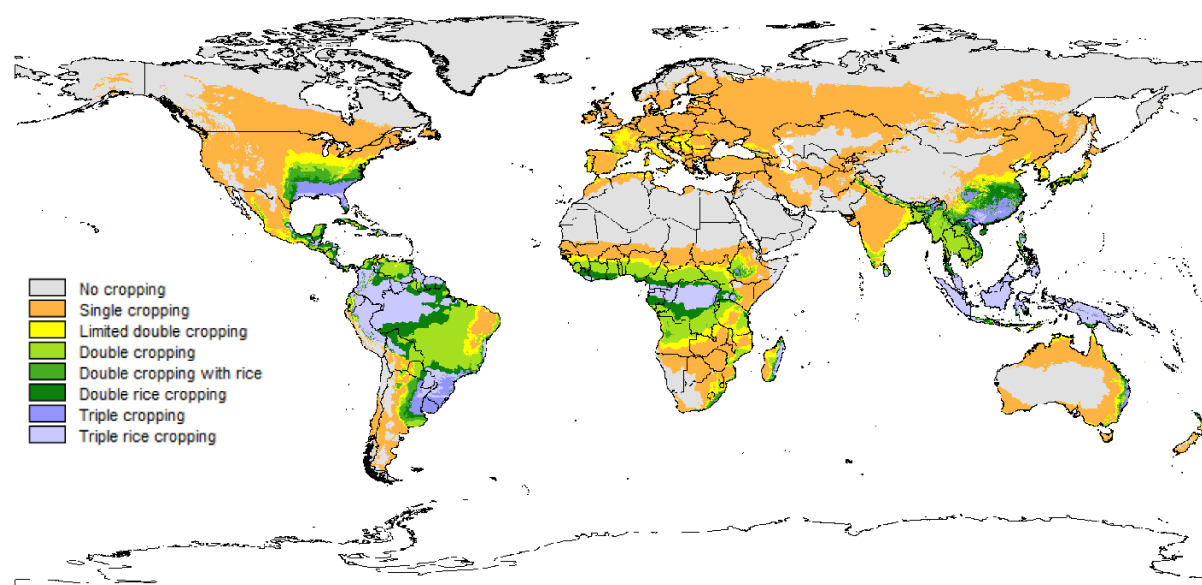 No cropping
Single cropping
Limited double cropping
Double cropping
Double cropping with rice
Double rice cropping
Triple cropping
Triple rice cropping